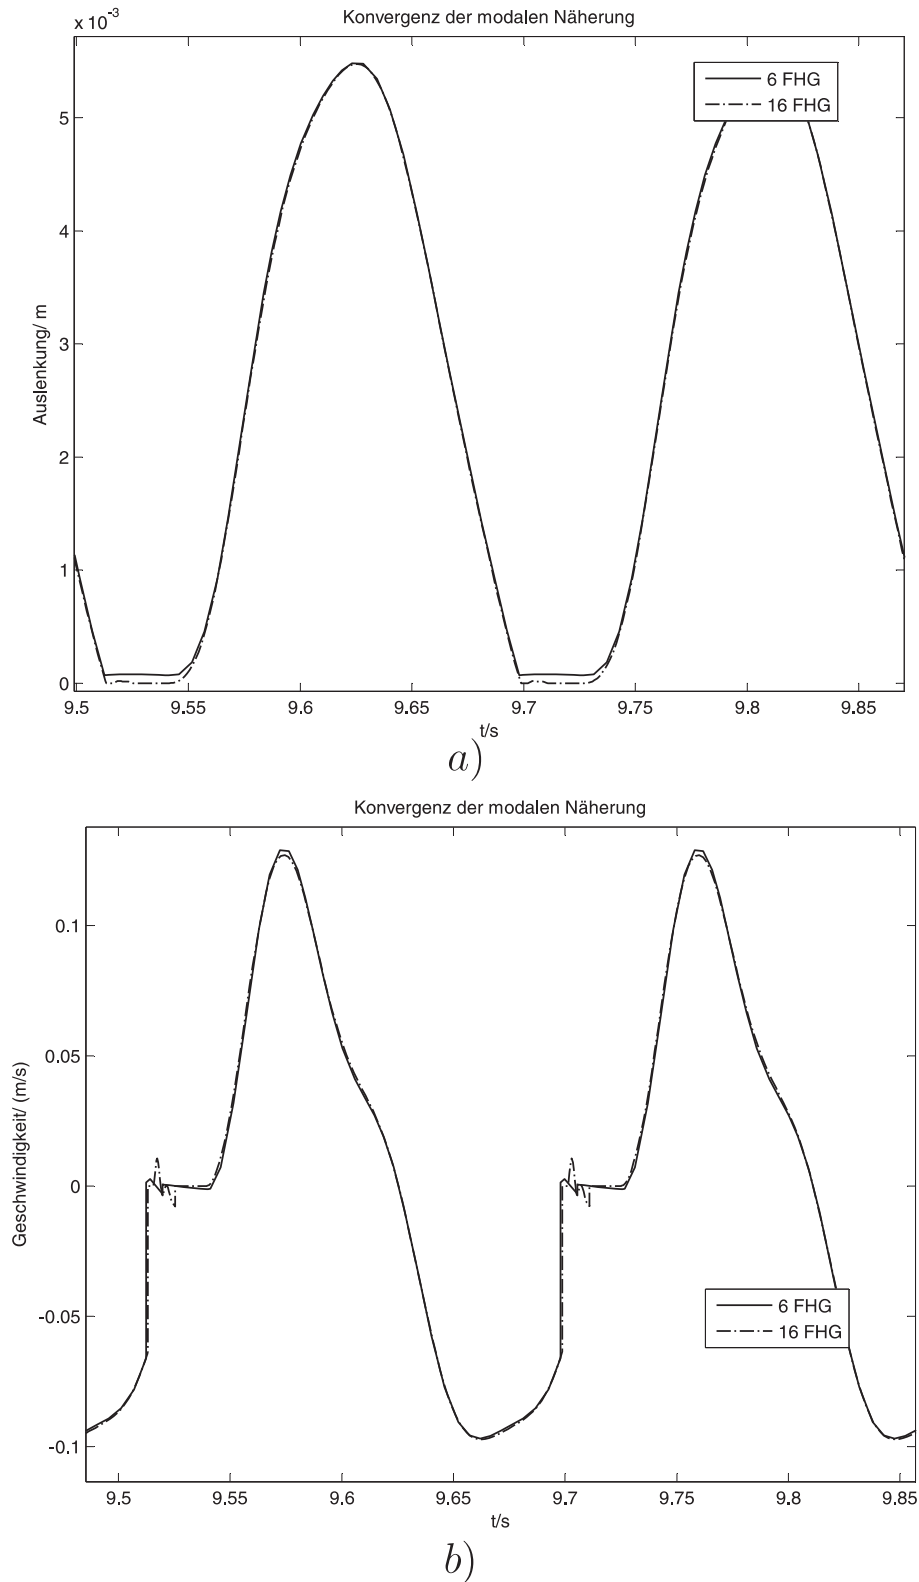 Konvergenz der modalen Näherung
x 10⁻³
6 FHG
16 FHG
5
4
3
2
1
0
Auslenkung/ m
9.5 9.55 9.6 9.65 9.7 9.75 9.8 9.85
t/s
a)
Konvergenz der modalen Näherung
0.1
0.05
0
-0.05
-0.1
Geschwindigkeit/ (m/s)
6 FHG
16 FHG
9.5 9.55 9.6 9.65 9.7 9.75 9.8 9.85
t/s
b)